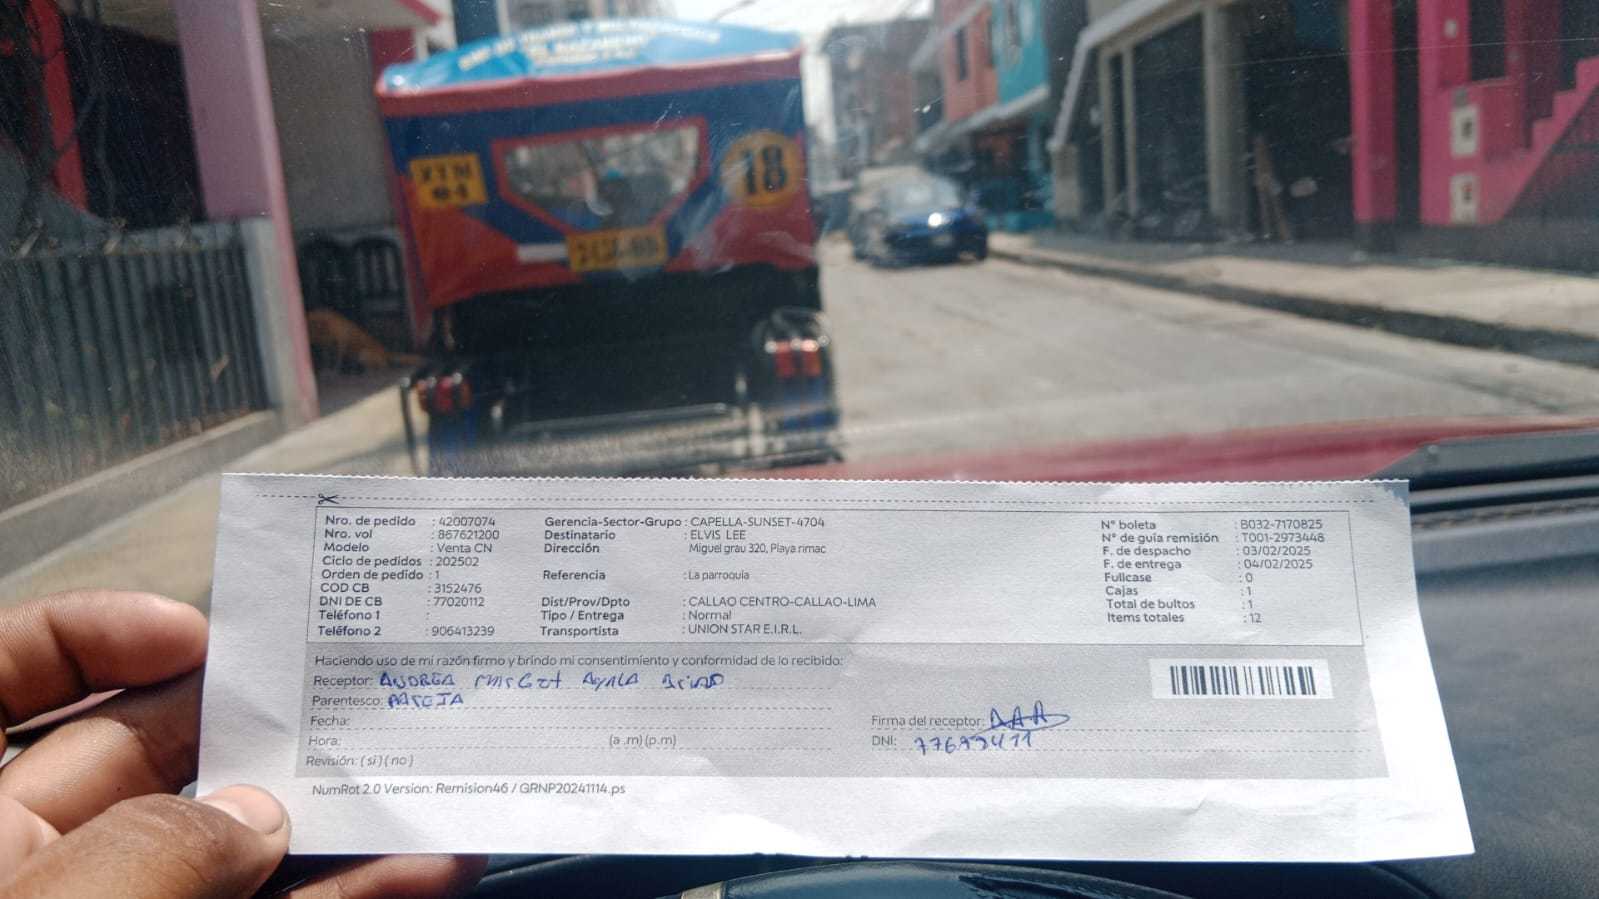 18
Nro. de pedido : 42007074
Nro. vol : 867621200
Modelo : Venta CN
Ciclo de pedidos : 202502
Orden de pedido : 1
COD CB : 3152476
DNI DE CB : 77020112
Teléfono 1 :
Teléfono 2 : 906413239
Gerencia-Sector-Grupo : CAPELLA-SUNSET-4704
Destinatario : ELVIS LEE
Dirección Miguel grau 320, Playa rimac
Referencia : La parroquia
Dist/Prov/Dpto : CALLAO CENTRO-CALLAO-LIMA
Tipo / Entrega : Normal
Transportista : UNION STAR E.I.R.L.
N° boleta : B032-7170825
N° de guía remisión : T001-2973448
F. de despacho : 03/02/2025
F. de entrega : 04/02/2025
Fullcase : 0
Cajas : 1
Total de bultos : 1
Items totales : 12
Haciendo uso de mi razón firmo y brindo mi consentimiento y conformidad de lo recibido:
Receptor: ANDREA MArGot AyALA
Parentesco: PAREJA
Fecha:
Hora: (a .m) (p.m)
Revisión: ( si ) ( no )
Firma del receptor: AAA
DNI:
NumRot 2.0 Version: Remision46 / GRNP20241114.ps